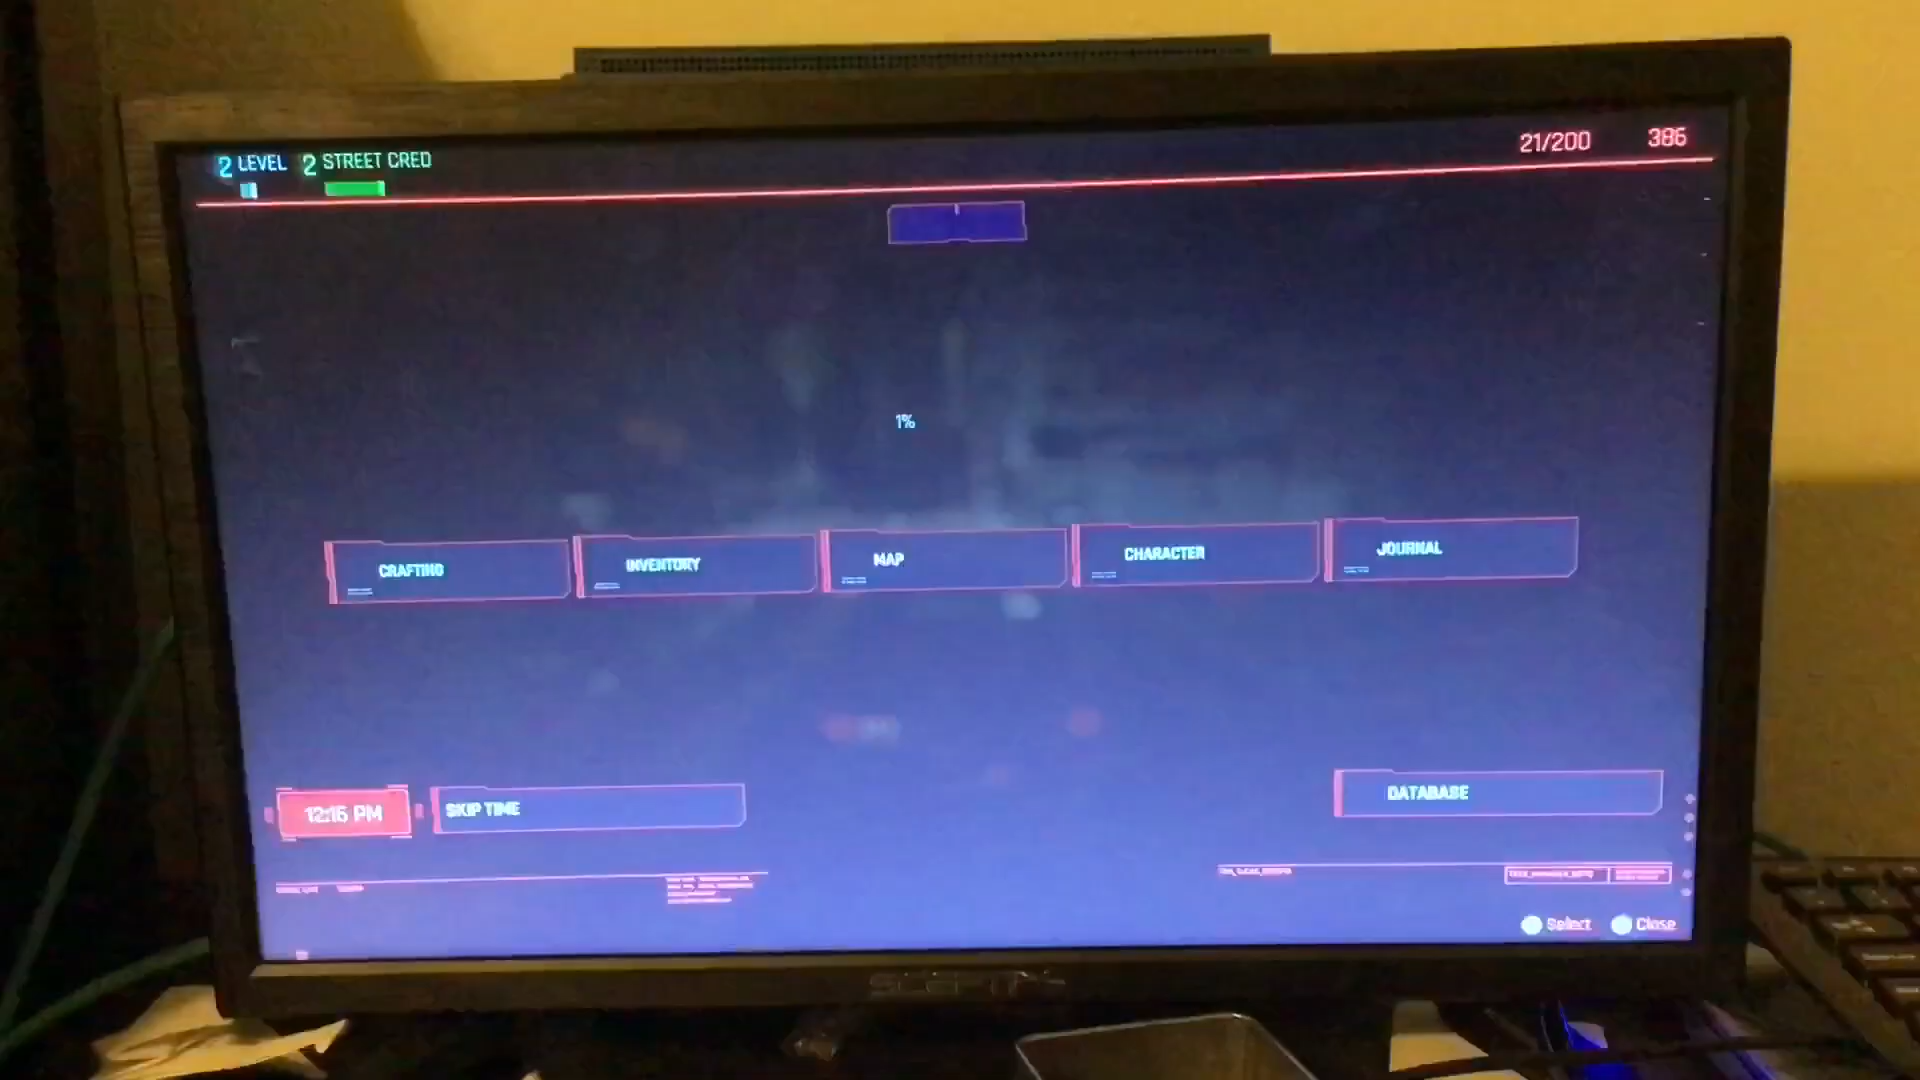 2 LEVEL 2 STREET CRED
21/200 386
1%
CRAFTING
INVENTORY
MAP
CHARACTER
JOURNAL
12:15 PM
SKIP TIME
DATABASE
Select Close